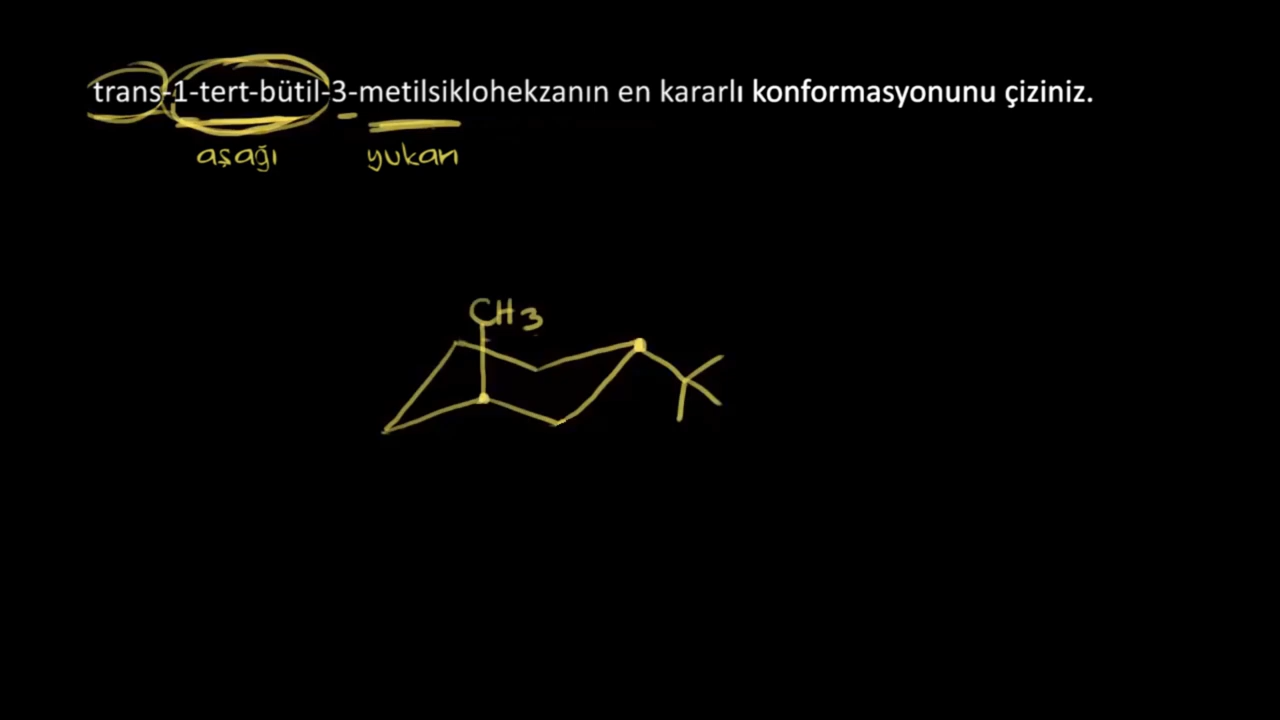 trans-1-tert-bütil-3-metilsiklohekzanın en kararlı konformasyonunu çiziniz.
aşağı yukarı
CH3